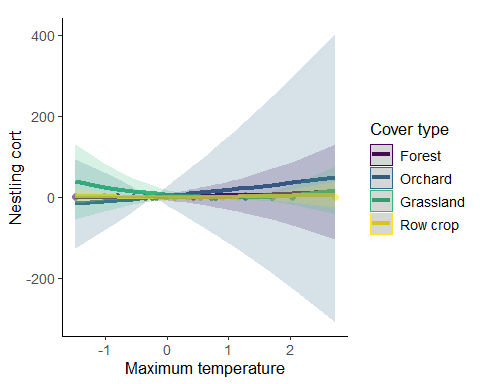 400
200
0
-200
Nestling cort
-1
0
1
2
Maximum temperature
Cover type
Forest
Orchard
Grassland
Row crop